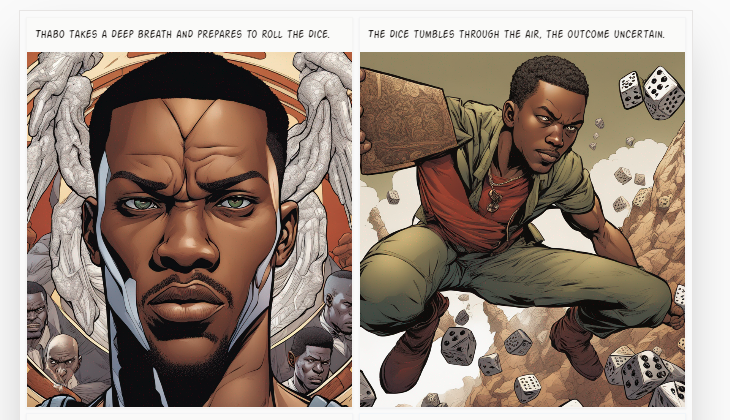 THABO TAKES A DEEP BREATH AND PREPARES TO ROLL THE DICE.
THE DICE TUMBLES THROUGH THE AIR, THE OUTCOME UNCERTAIN.